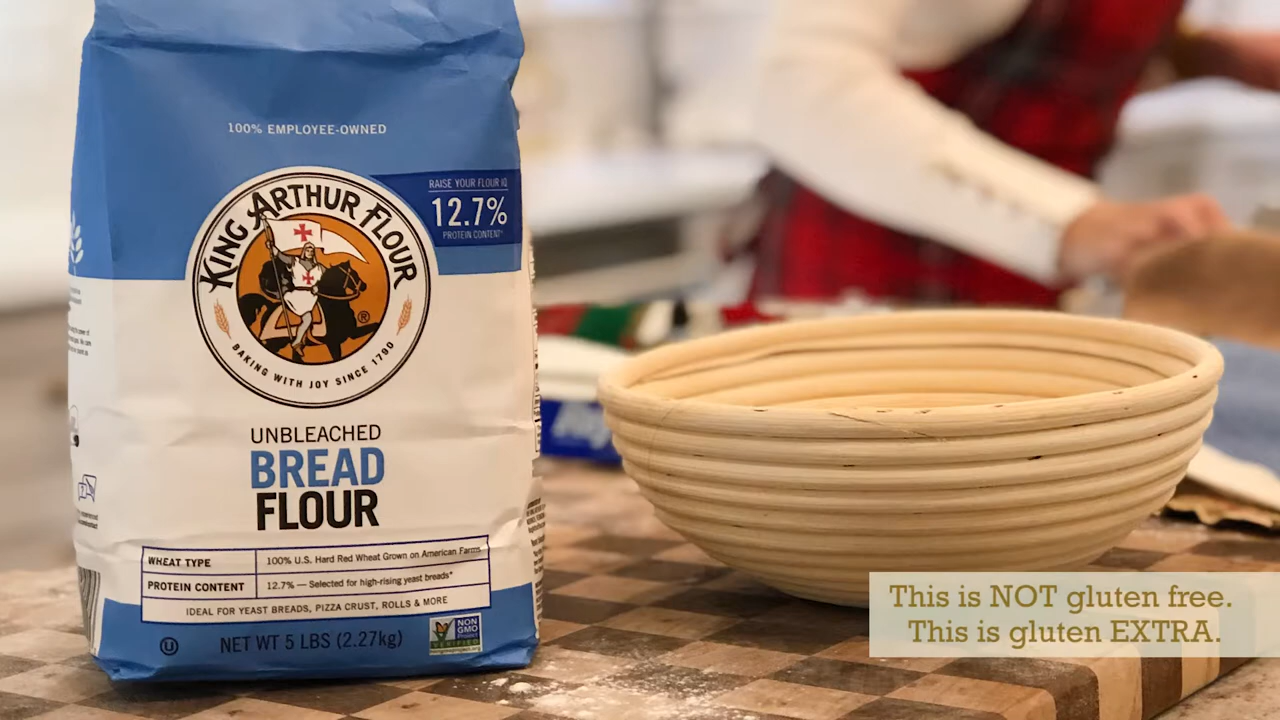 100% EMPLOYEE-OWNED
RAISE YOUR FLOUR IQ
12.7%
PROTEIN CONTENT*
KING ARTHUR FLOUR
®
BAKING WITH JOY SINCE 1790
UNBLEACHED
BREAD
FLOUR
WHEAT TYPE 100% U.S. Hard Red Wheat Grown on American Farms
PROTEIN CONTENT 12.7% — Selected for high-rising yeast breads*
IDEAL FOR YEAST BREADS, PIZZA CRUST, ROLLS & MORE
U NET WT 5 LBS (2.27kg)
NON
GMO
Project
VERIFIED
This is NOT gluten free.
This is gluten EXTRA.